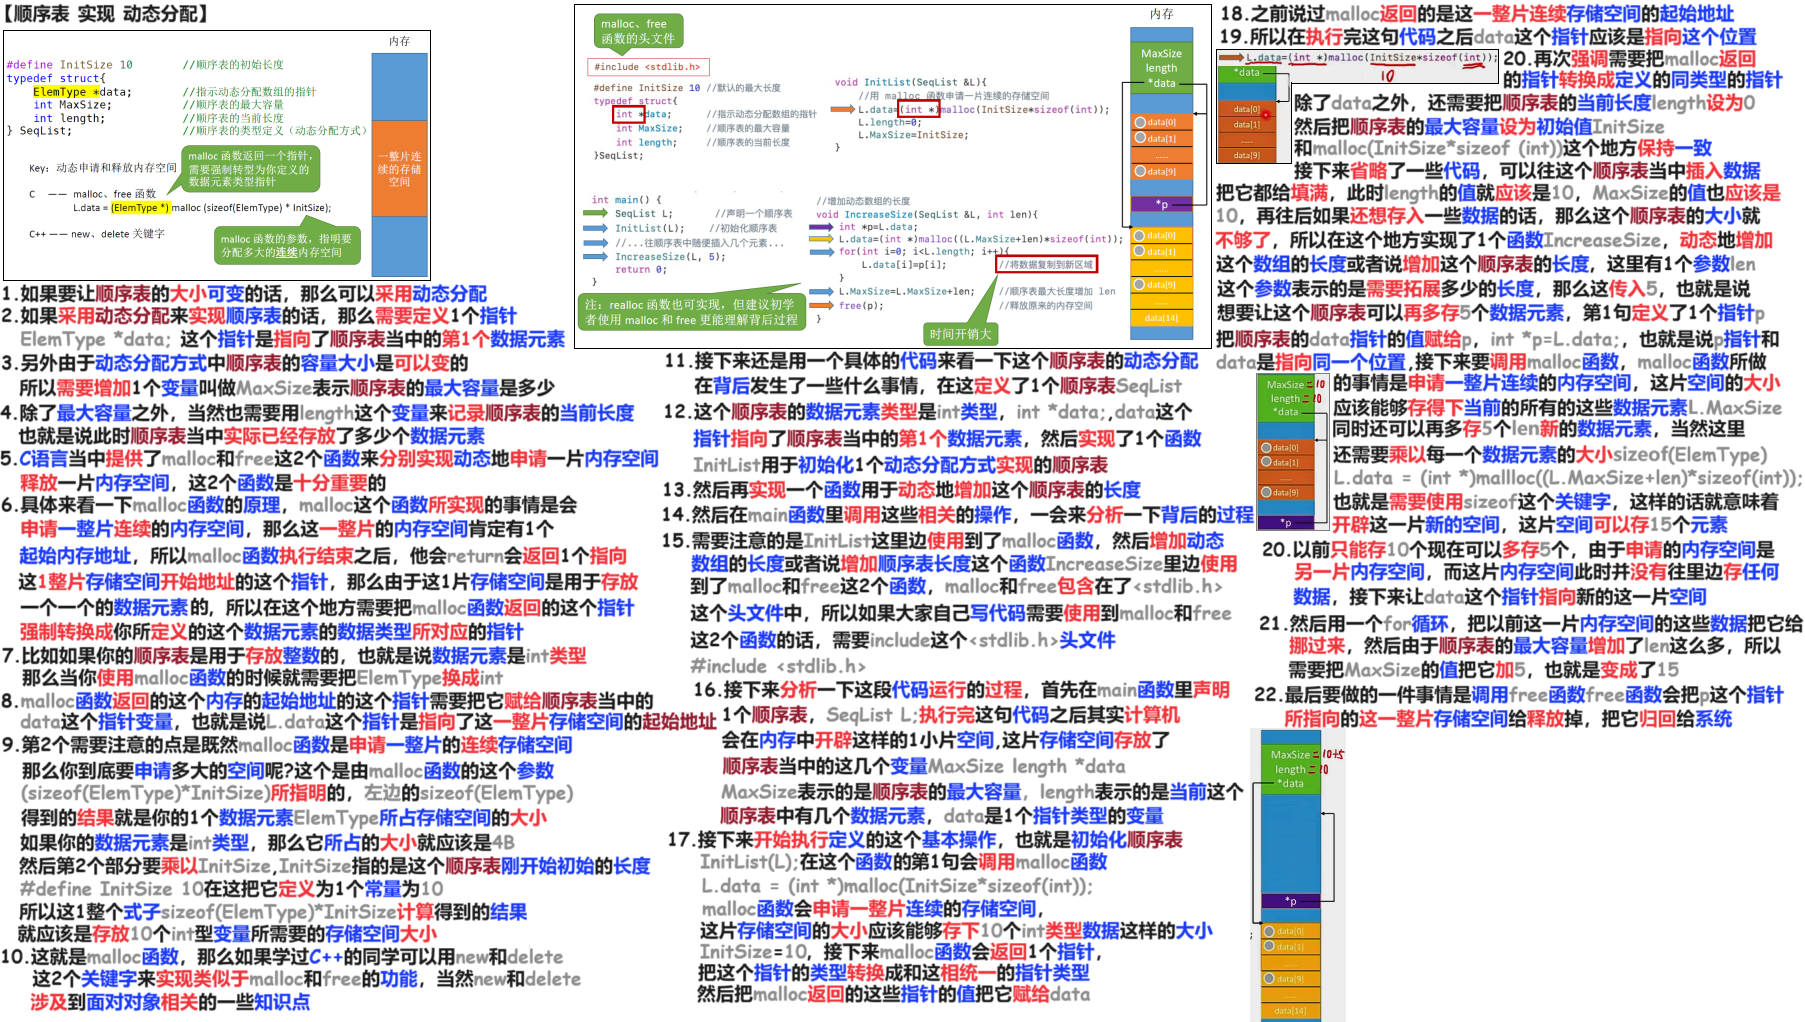 【顺序表 实现 动态分配】
内存
#define InitSize 10 //顺序表的初始长度
typedef struct{
ElemType *data; //指示动态分配数组的指针
int MaxSize; //顺序表的最大容量
int length; //顺序表的当前长度
} SeqList; //顺序表的类型定义（动态分配方式）
一整片连续的存储空间
Key：动态申请和释放内存空间
malloc 函数返回一个指针，
需要强制转型为你定义的
数据元素类型指针
C —— malloc、free 函数
L.data = (ElemType *) malloc (sizeof(ElemType) * InitSize);
C++ —— new、delete 关键字
malloc 函数的参数，指明要
分配多大的连续内存空间
1.如果要让顺序表的大小可变的话，那么可以采用动态分配
2.如果采用动态分配来实现顺序表的话，那么需要定义1个指针
ElemType *data; 这个指针是指向了顺序表当中的第1个数据元素
3.另外由于动态分配方式中顺序表的容量大小是可以变的
所以需要增加1个变量叫做MaxSize表示顺序表的最大容量是多少
4.除了最大容量之外，当然也需要用length这个变量来记录顺序表的当前长度
也就是说此时顺序表当中实际已经存放了多少个数据元素
5.C语言当中提供了malloc和free这2个函数来分别实现动态地申请一片内存空间
释放一片内存空间，这2个函数是十分重要的
6.具体来看一下malloc函数的原理，malloc这个函数所实现的事情是会
申请一整片连续的内存空间，那么这一整片的内存空间肯定有1个
起始内存地址，所以malloc函数执行结束之后，他会return会返回1个指向
这1整片存储空间开始地址的这个指针，那么由于这1片存储空间是用于存放
一个一个的数据元素的，所以在这个地方需要把malloc函数返回的这个指针
强制转换成你所定义的这个数据元素的数据类型所对应的指针
7.比如如果你的顺序表是用于存放整数的，也就是说数据元素是int类型
那么当你使用malloc函数的时候就需要把ElemType换成int
8.malloc函数返回的这个内存的起始地址的这个指针需要把它赋给顺序表当中的
data这个指针变量，也就是说L.data这个指针是指向了这一整片存储空间的起始地址
9.第2个需要注意的点是既然malloc函数是申请一整片的连续存储空间
那么你到底要申请多大的空间呢?这个是由malloc函数的这个参数
(sizeof(ElemType)*InitSize)所指明的，左边的sizeof(ElemType)
得到的结果就是你的1个数据元素ElemType所占存储空间的大小
如果你的数据元素是int类型，那么它所占的大小就应该是4B
然后第2个部分要乘以InitSize,InitSize指的是这个顺序表刚开始初始的长度
#define InitSize 10在这把它定义为1个常量为10
所以这1整个式子sizeof(ElemType)*InitSize计算得到的结果
就应该是存放10个int型变量所需要的存储空间大小
10.这就是malloc函数，那么如果学过C++的同学可以用new和delete
这2个关键字来实现类似于malloc和free的功能，当然new和delete
涉及到面对对象相关的一些知识点
malloc、free
函数的头文件
#include <stdlib.h>
#define InitSize 10 //默认的最大长度
typedef struct{
int *data; //指示动态分配数组的指针
int MaxSize; //顺序表的最大容量
int length; //顺序表的当前长度
}SeqList;
void InitList(SeqList &L){
//用 malloc 函数申请一片连续的存储空间
L.data=(int *)malloc(InitSize*sizeof(int));
L.length=0;
L.MaxSize=InitSize;
}
int main() {
SeqList L; //声明一个顺序表
InitList(L); //初始化顺序表
//...往顺序表中随便插入几个元素...
IncreaseSize(L, 5);
return 0;
}
//增加动态数组的长度
void IncreaseSize(SeqList &L, int len){
int *p=L.data;
L.data=(int *)malloc((L.MaxSize+len)*sizeof(int));
for(int i=0; i<L.length; i++){
L.data[i]=p[i]; //将数据复制到新区域
}
L.MaxSize=L.MaxSize+len; //顺序表最大长度增加 len
free(p); //释放原来的内存空间
}
注：realloc 函数也可实现，但建议初学
者使用 malloc 和 free 更能理解背后过程
时间开销大
内存
MaxSize
length
*data
data[0]
data[1]
......
data[9]
*p
data[0]
data[1]
......
data[9]
......
data[14]
11.接下来还是用一个具体的代码来看一下这个顺序表的动态分配
在背后发生了一些什么事情，在这定义了1个顺序表SeqList
12.这个顺序表的数据元素类型是int类型，int *data;,data这个
指针指向了顺序表当中的第1个数据元素，然后实现了1个函数
InitList用于初始化1个动态分配方式实现的顺序表
13.然后再实现一个函数用于动态地增加这个顺序表的长度
14.然后在main函数里调用这些相关的操作，一会来分析一下背后的过程
15.需要注意的是InitList这里边使用到了malloc函数，然后增加动态
数组的长度或者说增加顺序表长度这个函数IncreaseSize里边使用
到了malloc和free这2个函数，malloc和free包含在了<stdlib.h>
这个头文件中，所以如果大家自己写代码需要使用到malloc和free
这2个函数的话，需要include这个<stdlib.h>头文件
#include <stdlib.h>
16.接下来分析一下这段代码运行的过程，首先在main函数里声明
1个顺序表，SeqList L;执行完这句代码之后其实计算机
会在内存中开辟这样的1小片空间,这片存储空间存放了
顺序表当中的这几个变量MaxSize length *data
MaxSize表示的是顺序表的最大容量，length表示的是当前这个
顺序表中有几个数据元素，data是1个指针类型的变量
17.接下来开始执行定义的这个基本操作，也就是初始化顺序表
InitList(L);在这个函数的第1句会调用malloc函数
L.data = (int *)malloc(InitSize*sizeof(int));
malloc函数会申请一整片连续的存储空间，
这片存储空间的大小应该能够存下10个int类型数据这样的大小
InitSize=10，接下来malloc函数会返回1个指针，
把这个指针的类型转换成和这相统一的指针类型
然后把malloc返回的这些指针的值把它赋给data
18.之前说过malloc返回的是这一整片连续存储空间的起始地址
19.所以在执行完这句代码之后data这个指针应该是指向这个位置
L.data=(int *)malloc(InitSize*sizeof(int));
10
*data
data[0]
data[1]
......
data[9]
20.再次强调需要把malloc返回
的指针转换成定义的同类型的指针
除了data之外，还需要把顺序表的当前长度length设为0
然后把顺序表的最大容量设为初始值InitSize
和malloc(InitSize*sizeof (int))这个地方保持一致
接下来省略了一些代码，可以往这个顺序表当中插入数据
把它都给填满，此时length的值就应该是10，MaxSize的值也应该是
10，再往后如果还想存入一些数据的话，那么这个顺序表的大小就
不够了，所以在这个地方实现了1个函数IncreaseSize，动态地增加
这个数组的长度或者说增加这个顺序表的长度，这里有1个参数len
这个参数表示的是需要拓展多少的长度，那么这传入5，也就是说
想要让这个顺序表可以再多存5个数据元素，第1句定义了1个指针p
把顺序表的data指针的值赋给p，int *p=L.data;，也就是说p指针和
data是指向同一个位置,接下来要调用malloc函数，malloc函数所做
的事情是申请一整片连续的内存空间，这片空间的大小
应该能够存得下当前的所有的这些数据元素L.MaxSize
同时还可以再多存5个len新的数据元素，当然这里
还需要乘以每一个数据元素的大小sizeof(ElemType)
L.data = (int *)mallloc((L.MaxSize+len)*sizeof(int));
也就是需要使用sizeof这个关键字，这样的话就意味着
开辟这一片新的空间，这片空间可以存15个元素
MaxSize =10
length =10
*data
data[0]
data[1]
......
data[9]
*p
20.以前只能存10个现在可以多存5个，由于申请的内存空间是
另一片内存空间，而这片内存空间此时并没有往里边存任何
数据，接下来让data这个指针指向新的这一片空间
21.然后用一个for循环，把以前这一片内存空间的这些数据把它给
挪过来，然后由于顺序表的最大容量增加了len这么多，所以
需要把MaxSize的值把它加5，也就是变成了15
22.最后要做的一件事情是调用free函数free函数会把p这个指针
所指向的这一整片存储空间给释放掉，把它归回给系统
MaxSize =10+5
length =10
*data
*p
data[0]
data[1]
......
data[9]
......
data[14]